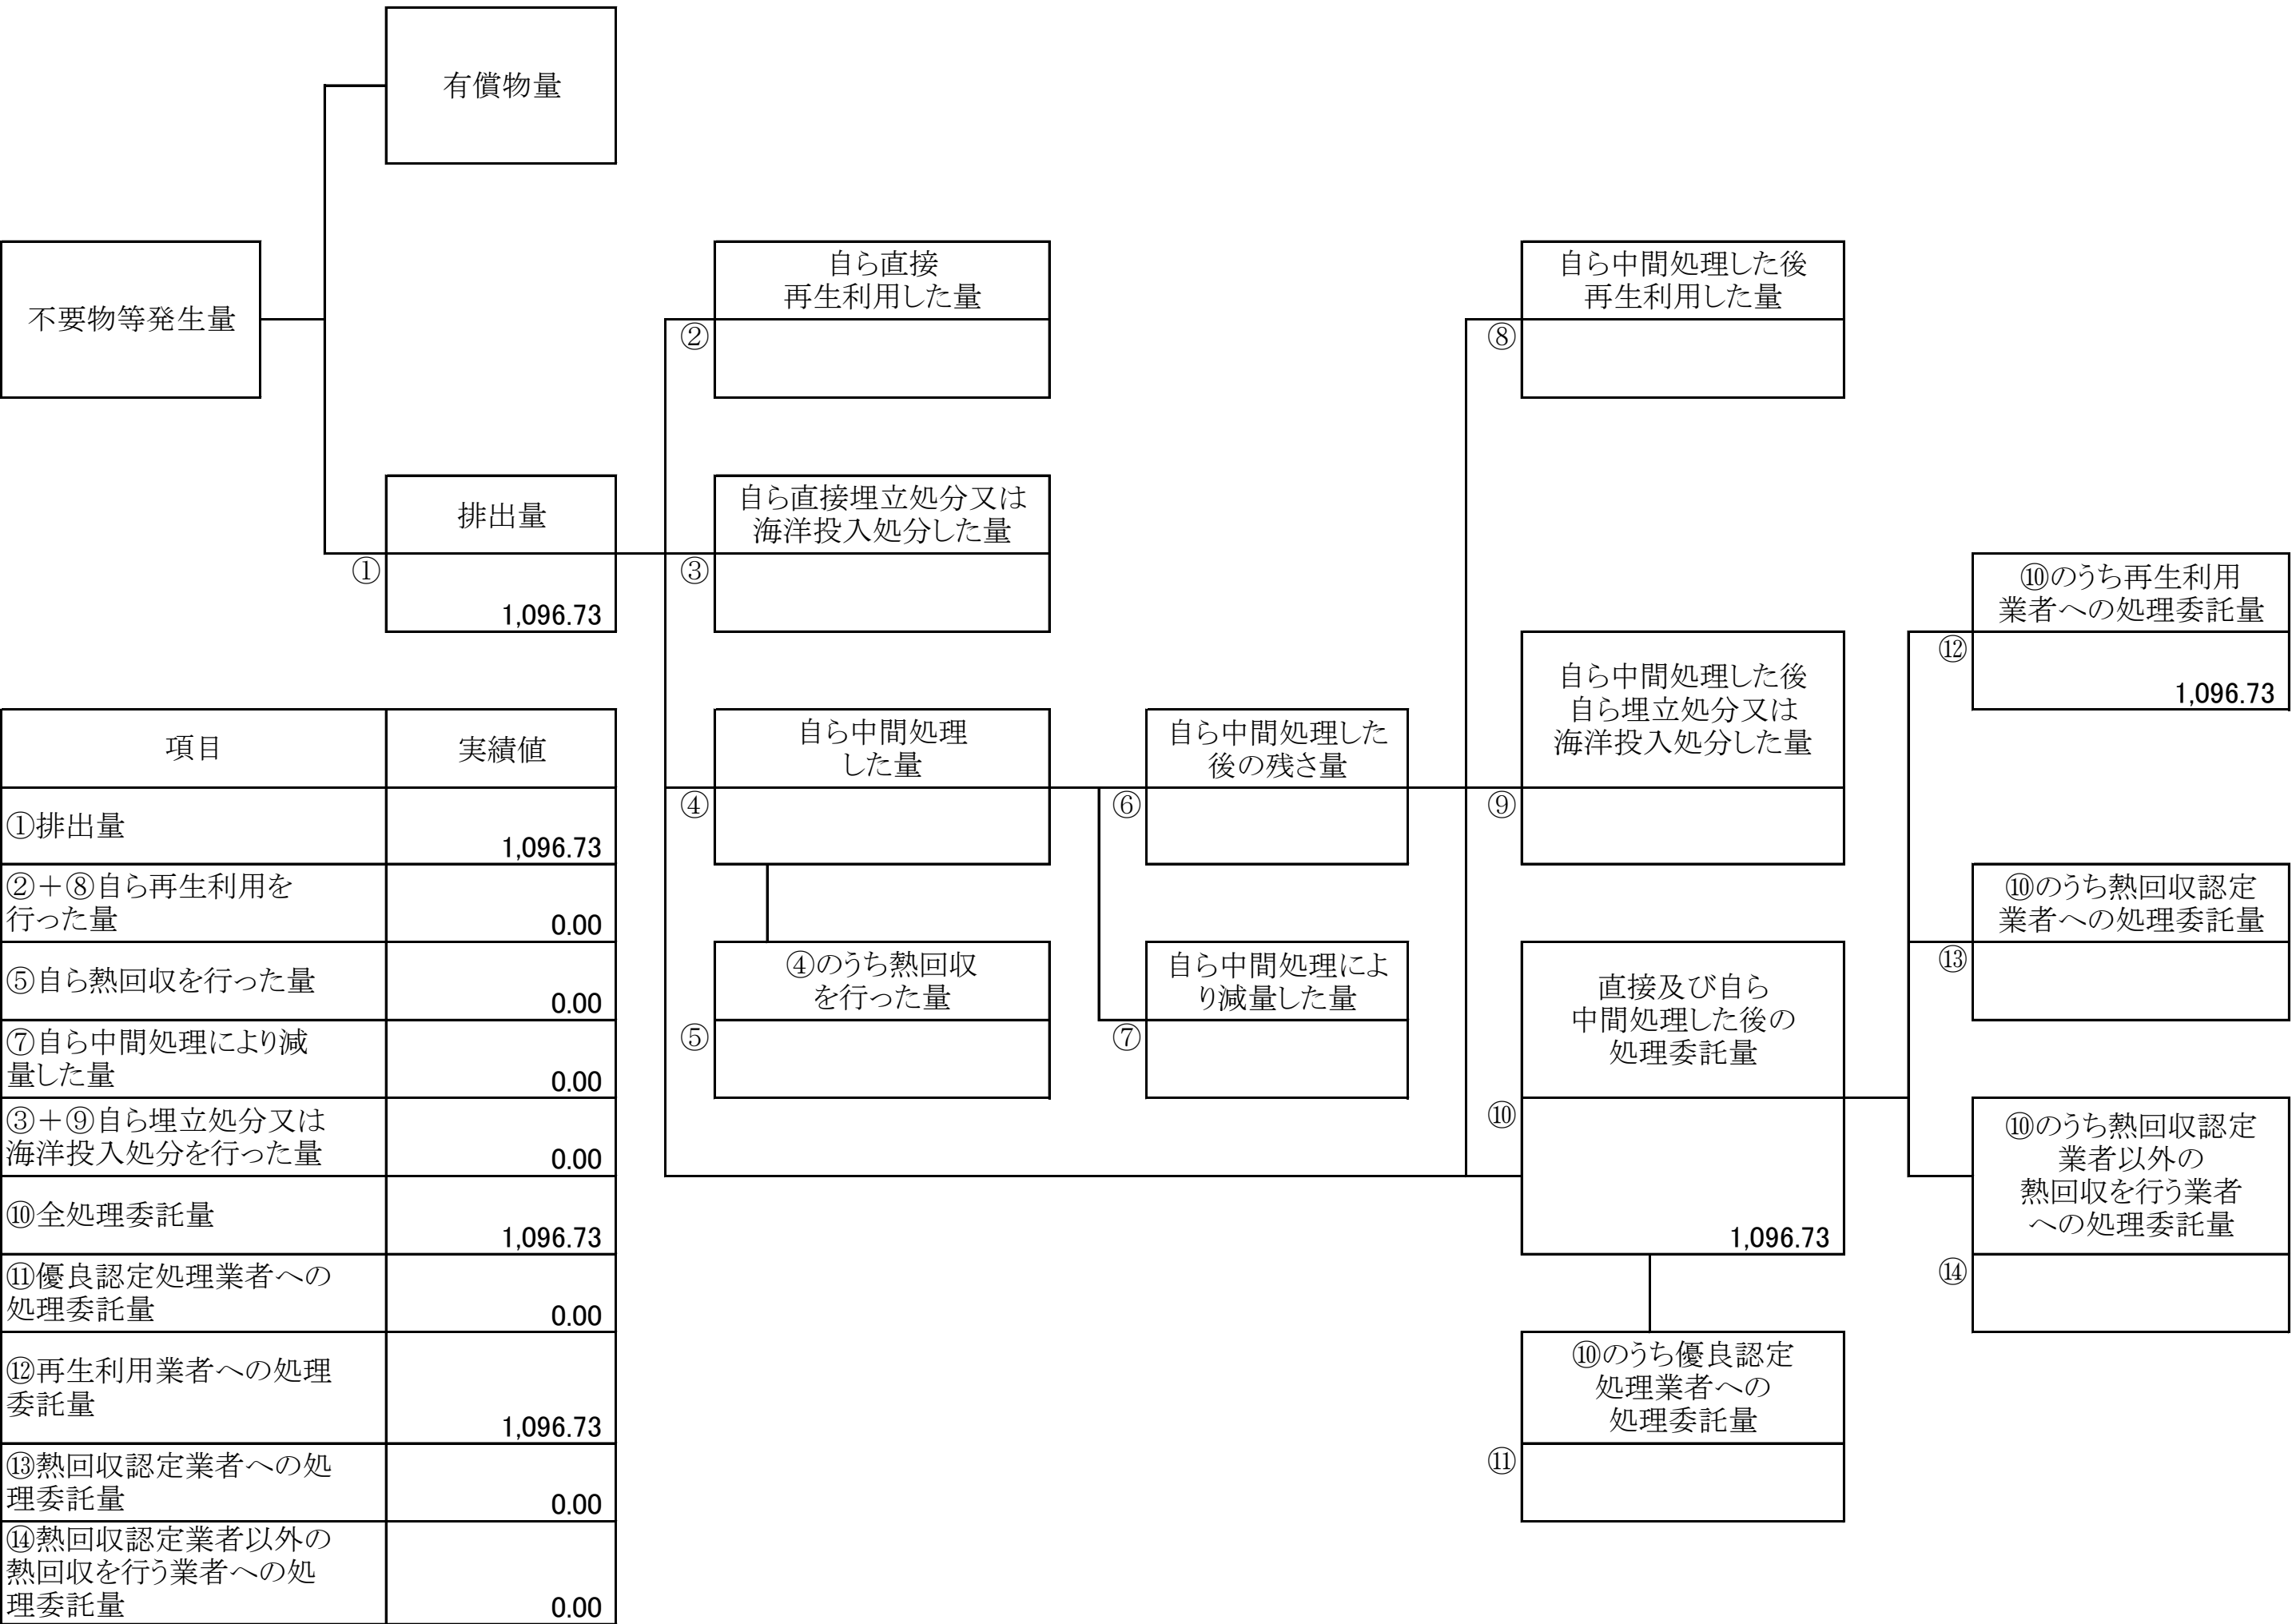 有償物量
不要物等発生量
自ら直接
再生利用した量
②
自ら中間処理した後
再生利用した量
⑧
排出量
①
1,096.73
自ら直接埋立処分又は
海洋投入処分した量
③
⑩のうち再生利用
業者への処理委託量
⑫
1,096.73
自ら中間処理
した量
④
自ら中間処理した
後の残さ量
⑥
自ら中間処理した後
自ら埋立処分又は
海洋投入処分した量
⑨
⑩のうち熱回収認定
業者への処理委託量
⑬
④のうち熱回収
を行った量
⑤
自ら中間処理によ
り減量した量
⑦
直接及び自ら
中間処理した後の
処理委託量
⑩
1,096.73
⑩のうち熱回収認定
業者以外の
熱回収を行う業者
への処理委託量
⑭
⑩のうち優良認定
処理業者への
処理委託量
⑪
項目
実績値
①排出量
1,096.73
②＋⑧自ら再生利用を
行った量
0.00
⑤自ら熱回収を行った量
0.00
⑦自ら中間処理により減
量した量
0.00
③＋⑨自ら埋立処分又は
海洋投入処分を行った量
0.00
⑩全処理委託量
1,096.73
⑪優良認定処理業者への
処理委託量
0.00
⑫再生利用業者への処理
委託量
1,096.73
⑬熱回収認定業者への処
理委託量
0.00
⑭熱回収認定業者以外の
熱回収を行う業者への処
理委託量
0.00